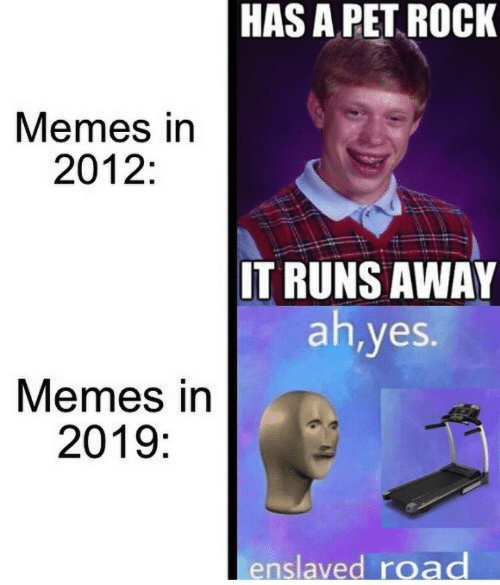 HAS A PET ROCK
Memes in
2012:
IT RUNS AWAY
ah,yes.
Memes in
2019:
enslaved road